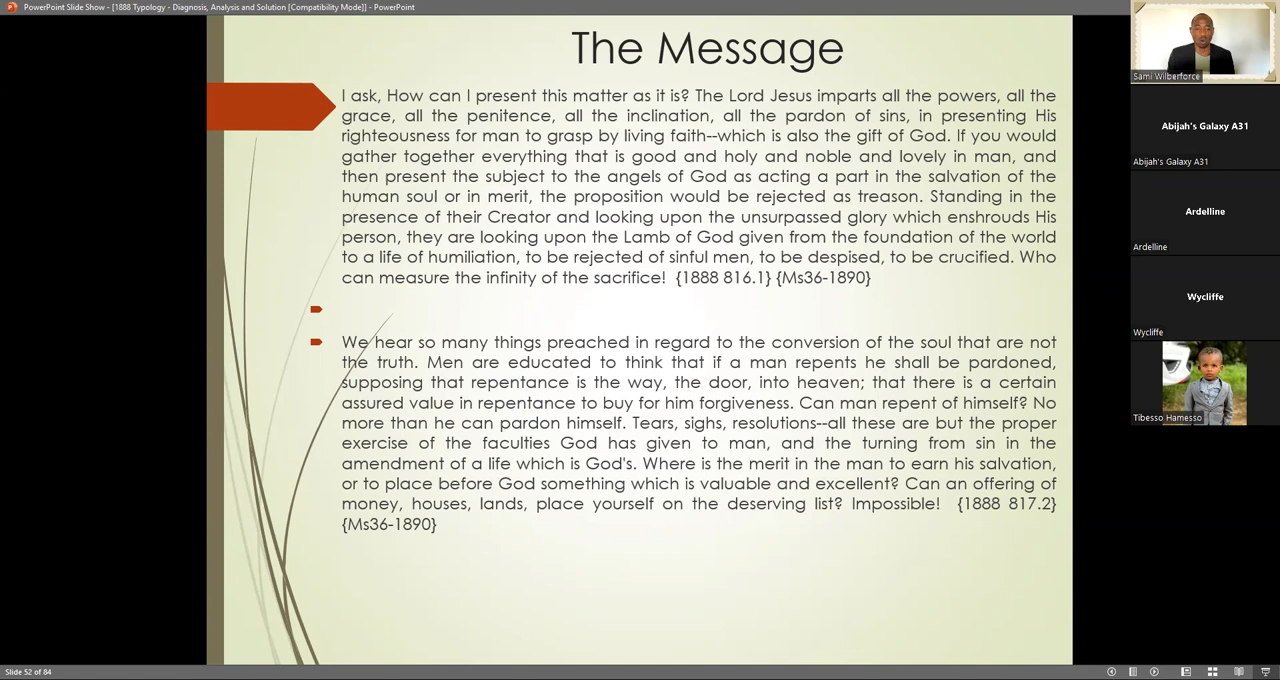 PowerPoint Slide Show - [1888 Typology - Diagnosis, Analysis and Solution [Compatibility Mode]] - PowerPoint
The Message
I ask, How can I present this matter as it is? The Lord Jesus imparts all the powers, all the
grace, all the penitence, all the inclination, all the pardon of sins, in presenting His
righteousness for man to grasp by living faith--which is also the gift of God. If you would
gather together everything that is good and holy and noble and lovely in man, and
then present the subject to the angels of God as acting a part in the salvation of the
human soul or in merit, the proposition would be rejected as treason. Standing in the
presence of their Creator and looking upon the unsurpassed glory which enshrouds His
person, they are looking upon the Lamb of God given from the foundation of the world
to a life of humiliation, to be rejected of sinful men, to be despised, to be crucified. Who
can measure the infinity of the sacrifice! {1888 816.1} {Ms36-1890}
We hear so many things preached in regard to the conversion of the soul that are not
the truth. Men are educated to think that if a man repents he shall be pardoned,
supposing that repentance is the way, the door, into heaven; that there is a certain
assured value in repentance to buy for him forgiveness. Can man repent of himself? No
more than he can pardon himself. Tears, sighs, resolutions--all these are but the proper
exercise of the faculties God has given to man, and the turning from sin in the
amendment of a life which is God's. Where is the merit in the man to earn his salvation,
or to place before God something which is valuable and excellent? Can an offering of
money, houses, lands, place yourself on the deserving list? Impossible! {1888 817.2}
{Ms36-1890}
Sami Wilberforce
Abijah's Galaxy A31
Abijah's Galaxy A31
Ardelline
Ardelline
Wycliffe
Wycliffe
Tibesso Hamesso
Slide 52 of 84